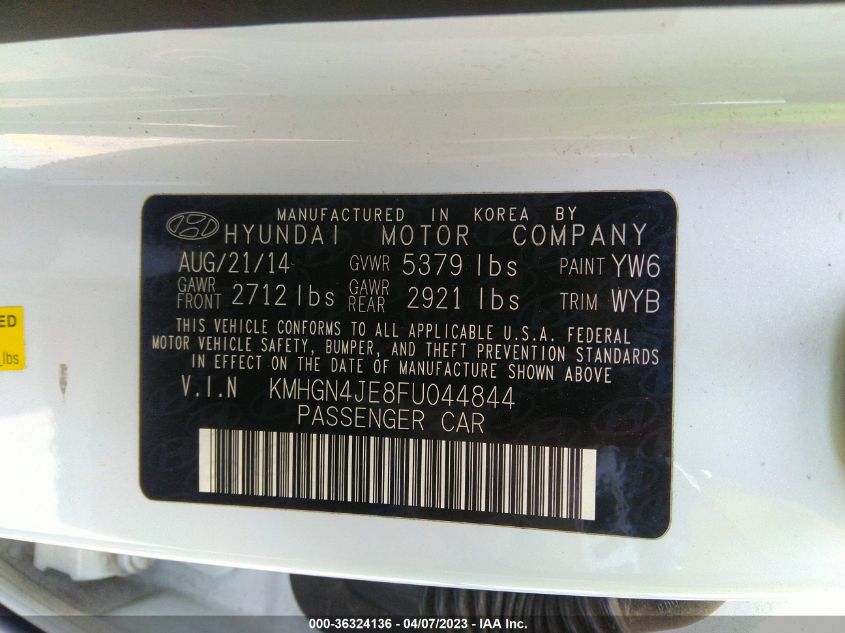 MANUFACTURED IN KOREA BY
HYUNDAI MOTOR COMPANY
AUG/21/14 GVWR 5379 lbs PAINT YW6
GAWR FRONT 2712 lbs GAWR REAR 2921 lbs TRIM WYB
THIS VEHICLE CONFORMS TO ALL APPLICABLE U.S.A. FEDERAL
MOTOR VEHICLE SAFETY, BUMPER, AND THEFT PREVENTION STANDARDS
IN EFFECT ON THE DATE OF MANUFACTURE SHOWN ABOVE
V.I.N KMHGN4JE8FU044844
PASSENGER CAR
ED
lbs
000-36324136 - 04/07/2023 - IAA Inc.